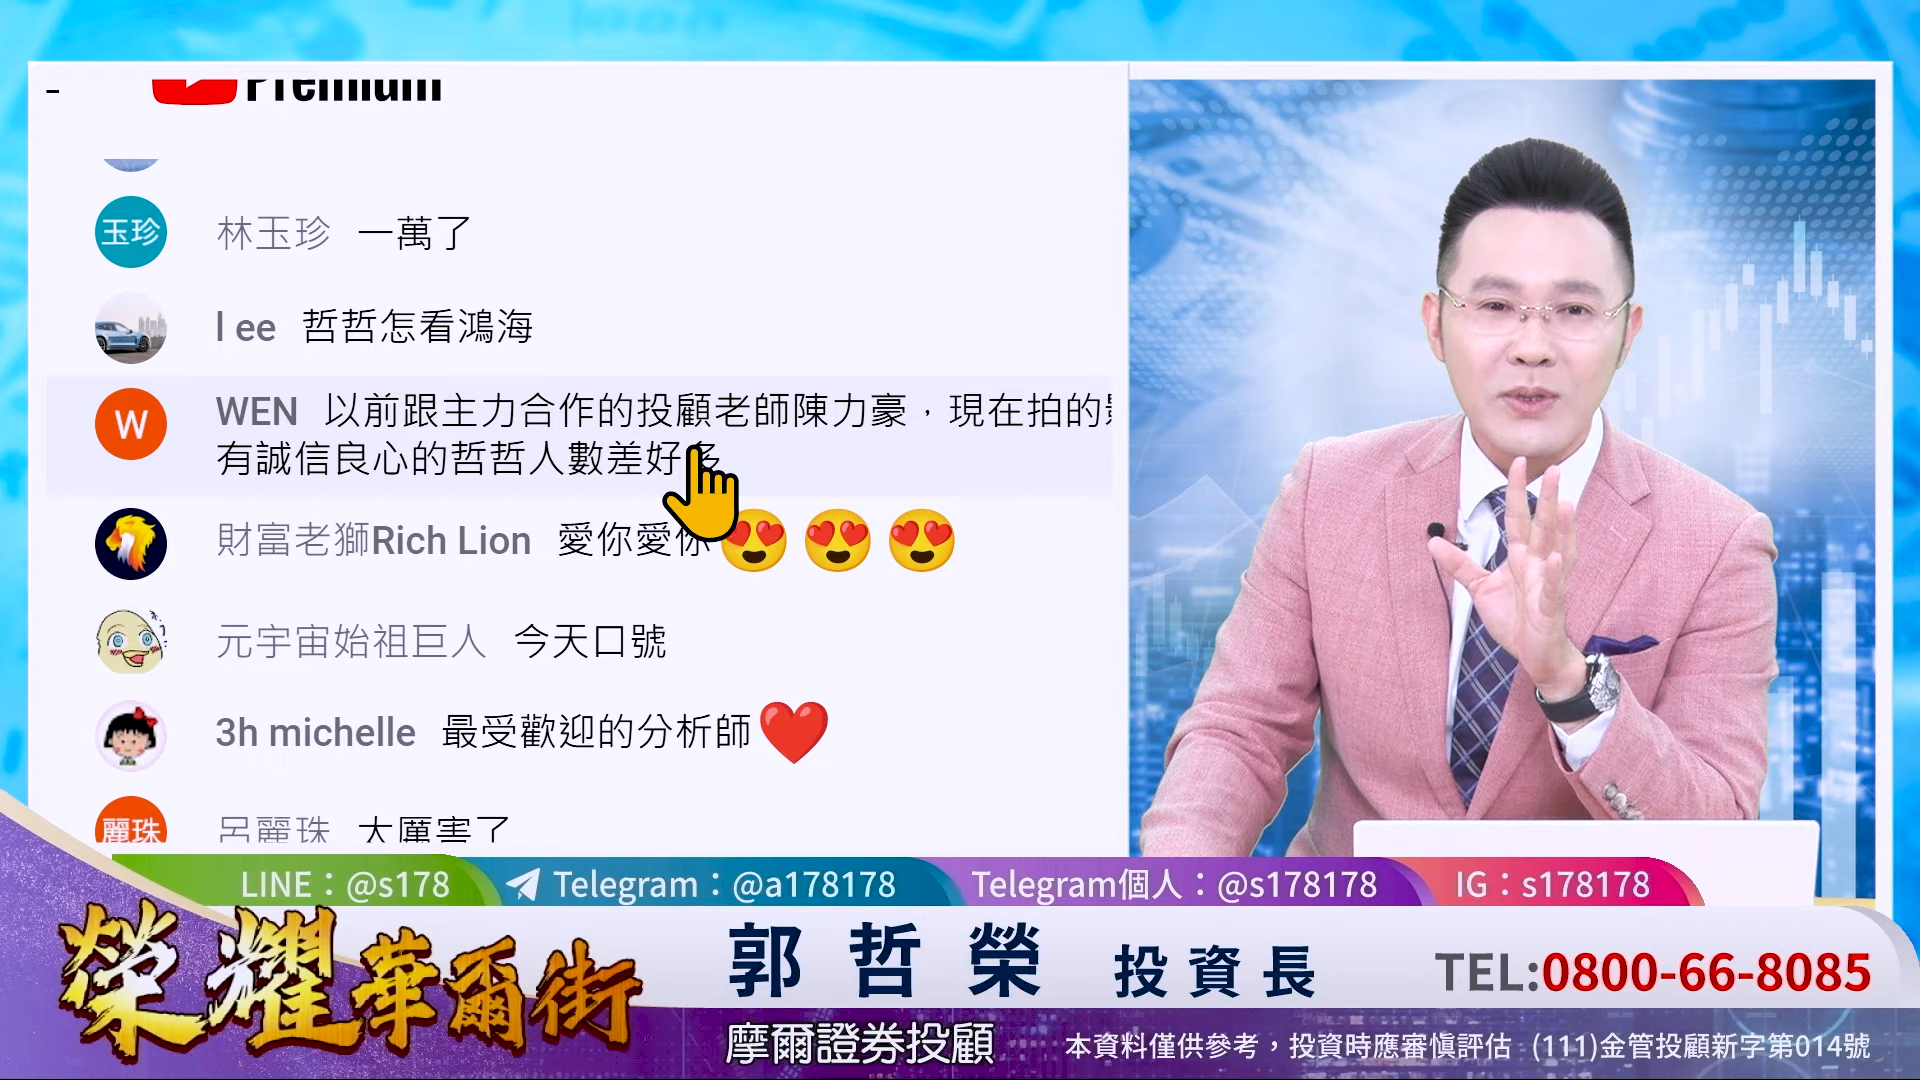 Premium
玉珍 林玉珍 一萬了
l ee 哲哲怎看鴻海
W WEN 以前跟主力合作的投顧老師陳力豪，現在拍的
有誠信良心的哲哲人數差好多
財富老獅Rich Lion 愛你愛你😍😍😍
元宇宙始祖巨人 今天口號
3h michelle 最受歡迎的分析師❤️
麗珠 呂麗珠 太厲害了
LINE：@s178 Telegram：@a178178 Telegram個人：@s178178 IG：s178178
榮耀華爾街
郭哲榮 投資長 TEL:0800-66-8085
摩爾證券投顧 本資料僅供參考，投資時應審慎評估 (111)金管投顧新字第014號